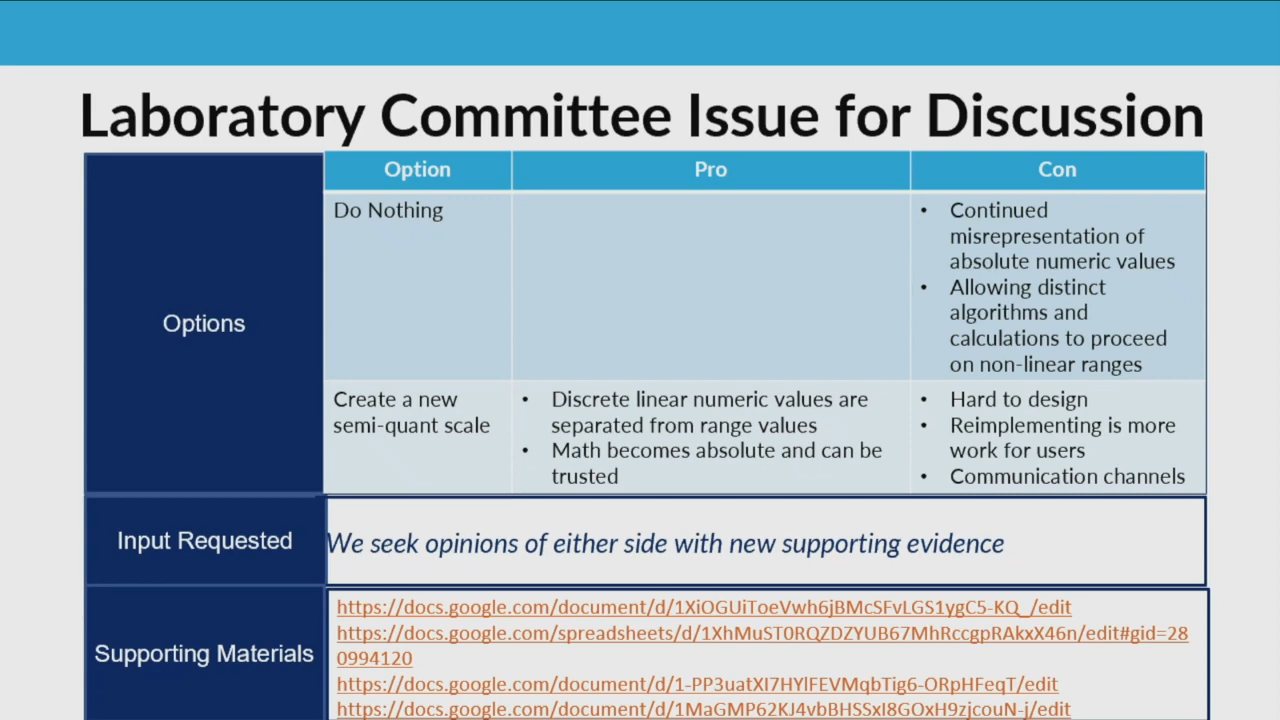 Laboratory Committee Issue for Discussion
Option
Pro
Con
Options
Do Nothing
• Continued
misrepresentation of
absolute numeric values
• Allowing distinct
algorithms and
calculations to proceed
on non-linear ranges
Create a new
semi-quant scale
• Discrete linear numeric values are
separated from range values
• Math becomes absolute and can be
trusted
• Hard to design
• Reimplementing is more
work for users
• Communication channels
Input Requested
We seek opinions of either side with new supporting evidence
Supporting Materials
https://docs.google.com/document/d/1XiOGUiToeVwh6jBMcSFvLGS1ygC5-KQ_/edit
https://docs.google.com/spreadsheets/d/1XhMuST0RQZDZYUB67MhRccgpRAkxX46n/edit#gid=28
0994120
https://docs.google.com/document/d/1-PP3uatXI7HYlFEVMqbTig6-ORpHFeqT/edit
https://docs.google.com/document/d/1MaGMP62KJ4vbBHSSxI8GOxH9zjcouN-j/edit